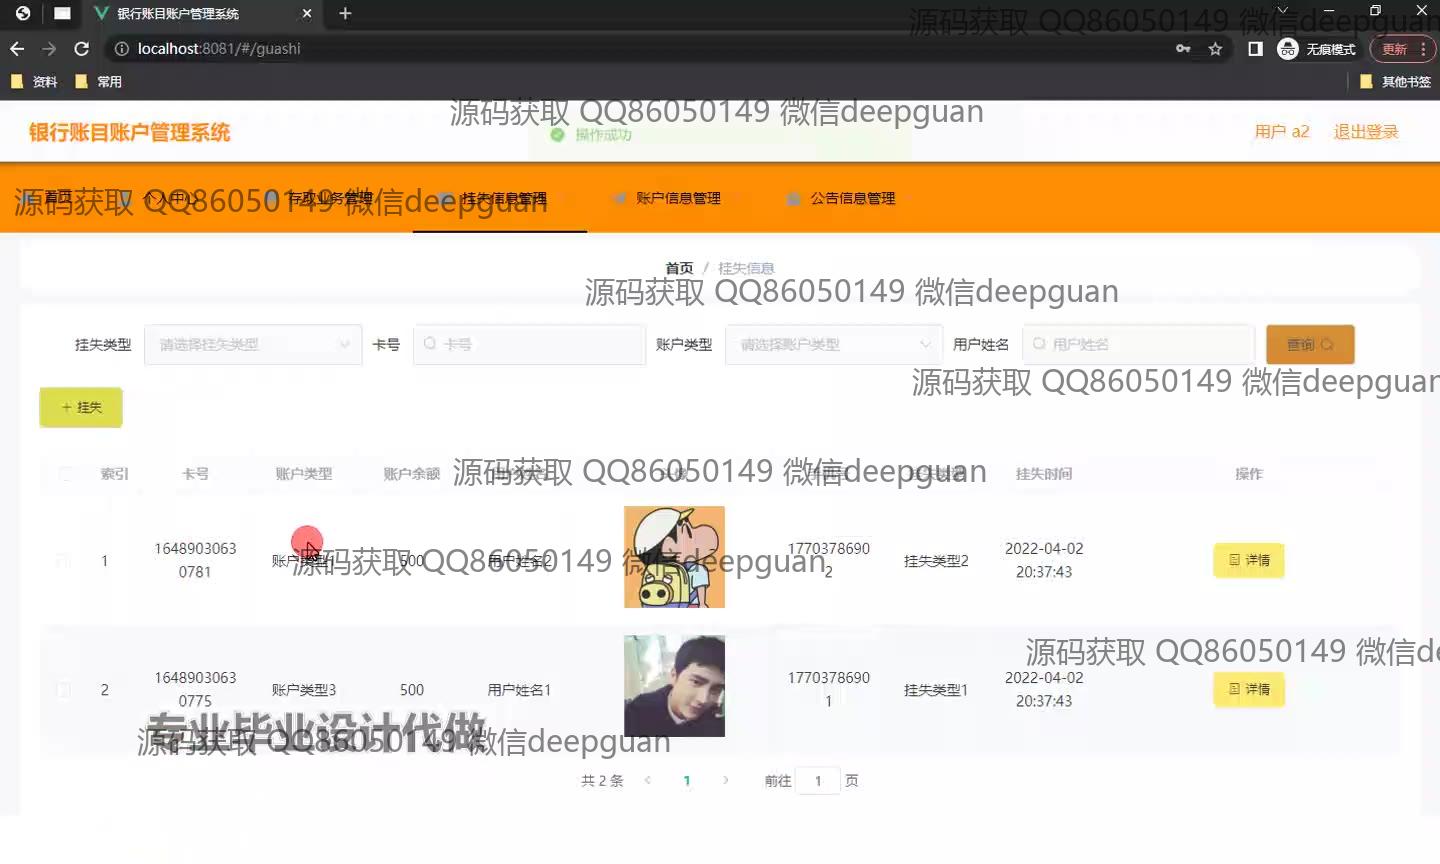 银行账目账户管理系统
localhost:8081/#/guashi
无痕模式
更新
资料
常用
其他书签
源码获取 QQ86050149 微信deepguan
源码获取 QQ86050149 微信deepguan
银行账目账户管理系统
操作成功
用户 a2
退出登录
源码获取 QQ86050149 微信deepguan
首页
个人中心
存取业务管理
挂失信息管理
账户信息管理
公告信息管理
首页 / 挂失信息
源码获取 QQ86050149 微信deepguan
挂失类型 请选择挂失类型 卡号 卡号 账户类型 请选择账户类型 用户姓名 用户姓名 查询
源码获取 QQ86050149 微信deepguan
+ 挂失
索引 卡号 账户类型 账户余额 挂失时间 操作
源码获取 QQ86050149 微信deepguan
1 16489030630781 账户类型1 500 用户姓名2 17703786902 挂失类型2 2022-04-02 20:37:43 详情
源码获取 QQ86050149 微信deepguan
源码获取 QQ86050149 微信de
2 16489030630775 账户类型3 500 用户姓名1 17703786901 挂失类型1 2022-04-02 20:37:43 详情
专业毕业设计代做
源码获取 QQ86050149 微信deepguan
共 2 条 1 前往 1 页